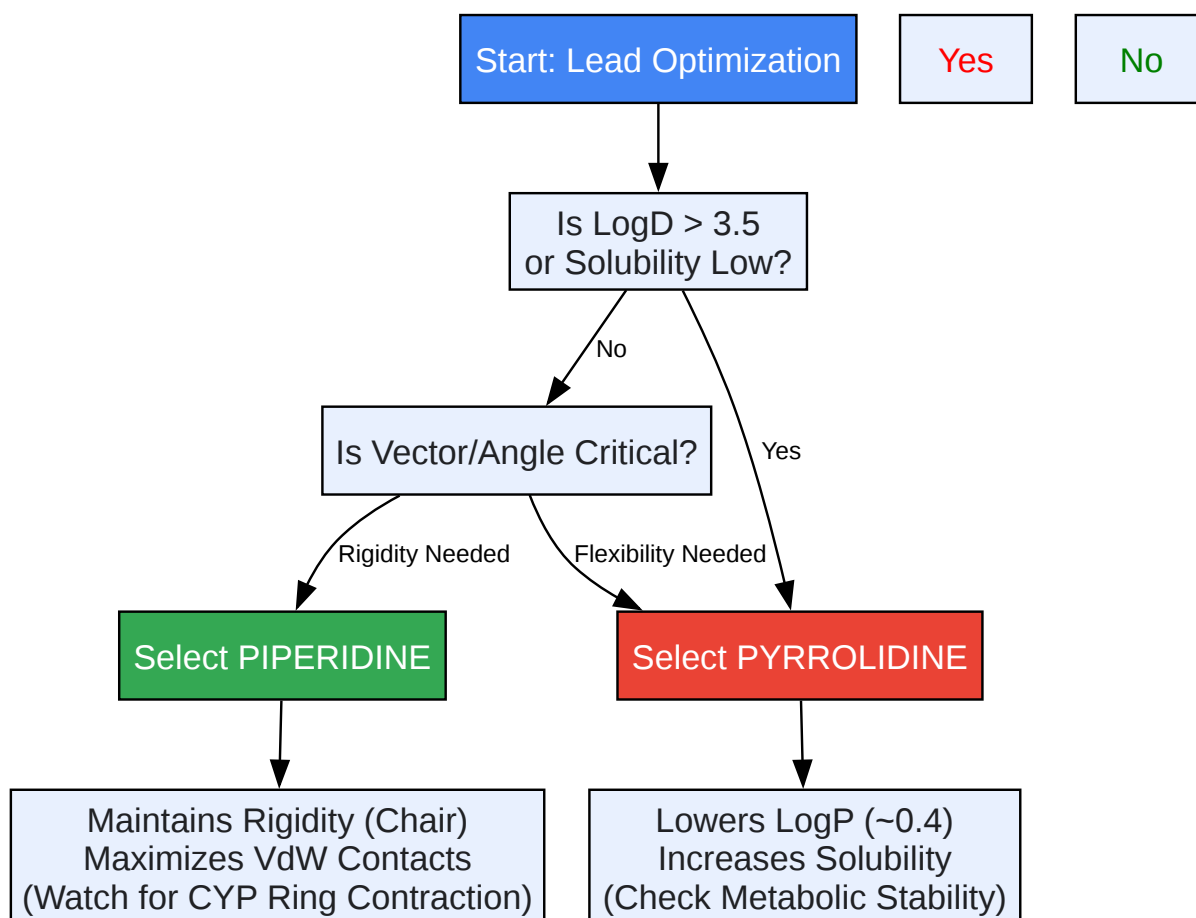 Start: Lead Optimization
Yes
No
Is LogD > 3.5
or Solubility Low?
No
Is Vector/Angle Critical?
Yes
Rigidity Needed
Flexibility Needed
Select PIPERIDINE
Select PYRROLIDINE
Maintains Rigidity (Chair)
Maximizes VdW Contacts
(Watch for CYP Ring Contraction)
Lowers LogP (~0.4)
Increases Solubility
(Check Metabolic Stability)